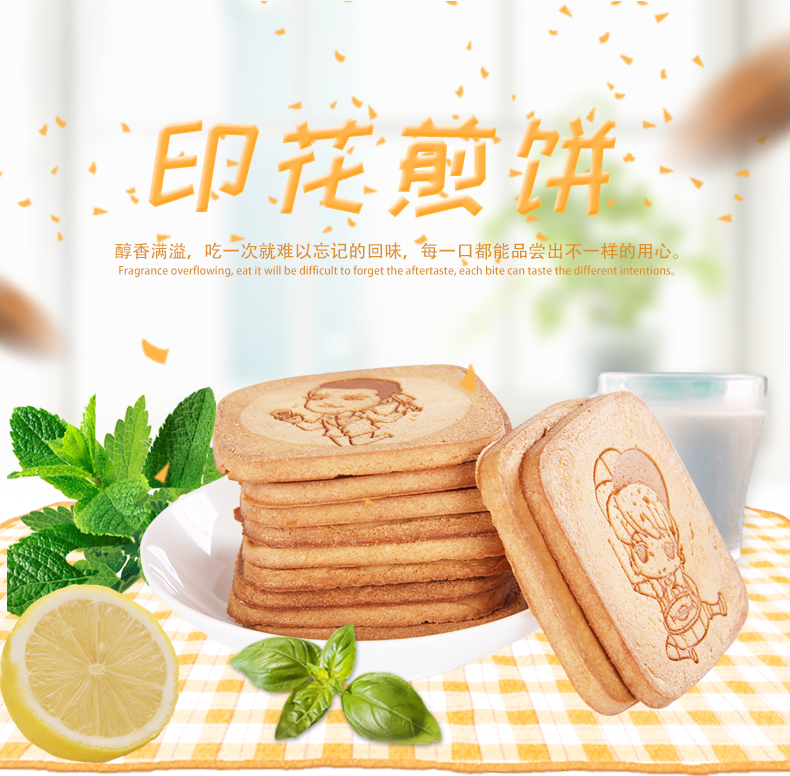 印花煎饼
醇香满溢，吃一次就难以忘记的回味，每一口都能品尝出不一样的用心。
Fragrance overflowing, eat it will be difficult to forget the aftertaste, each bite can taste the different intentions。